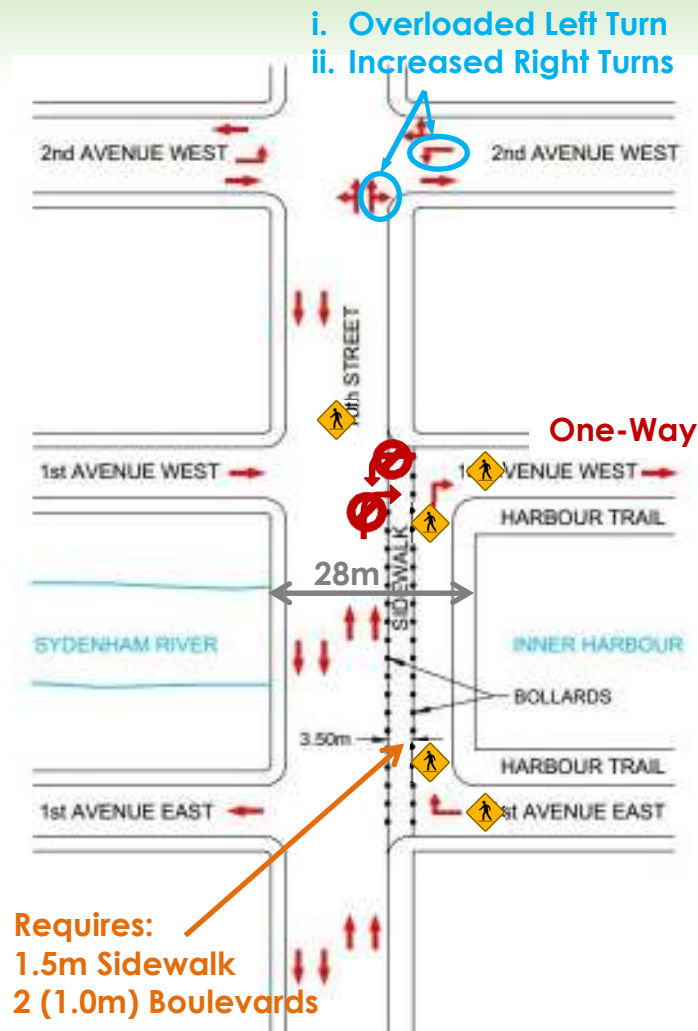 i. Overloaded Left Turn
ii. Increased Right Turns
2nd AVENUE WEST
2nd AVENUE WEST
10th STREET
One-Way
1st AVENUE WEST
AVENUE WEST
HARBOUR TRAIL
SIDEWALK
28m
SYDENHAM RIVER
INNER HARBOUR
BOLLARDS
3.50m
HARBOUR TRAIL
1st AVENUE EAST
st AVENUE EAST
Requires:
1.5m Sidewalk
2 (1.0m) Boulevards